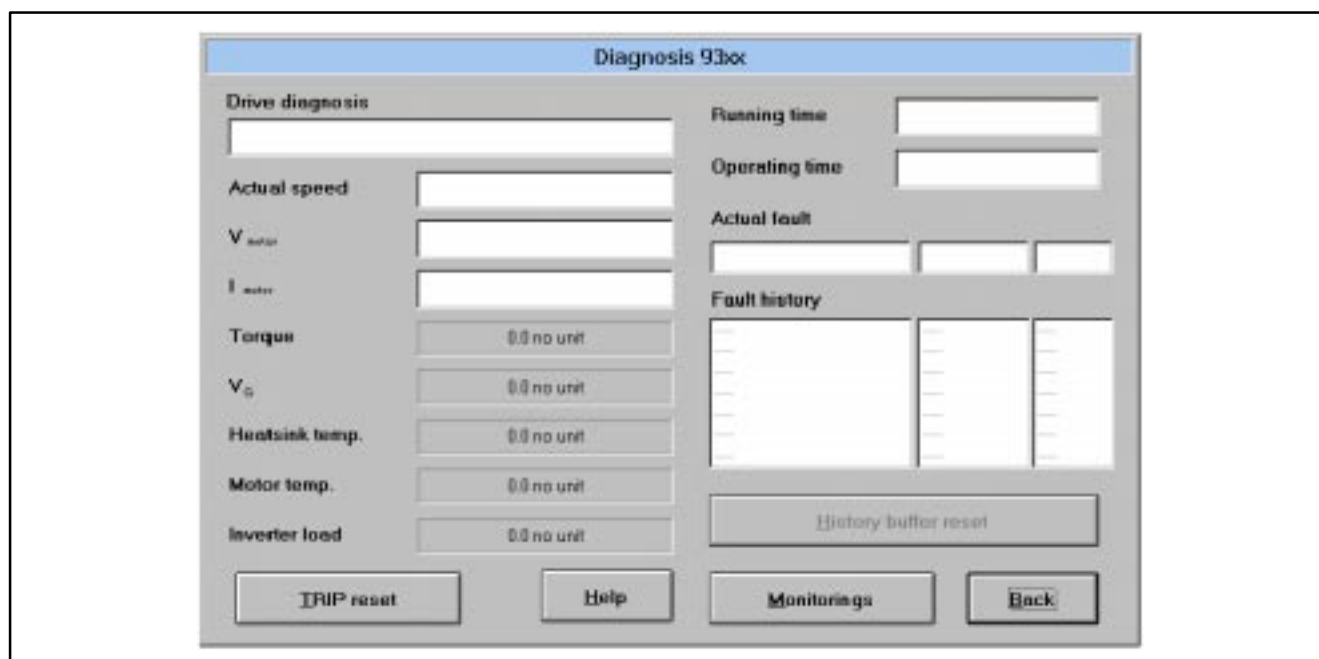 Diagnosis 93xx
Drive diagnosis
Actual speed
V motor
I motor
Torque 0.0 no unit
V G 0.0 no unit
Heatsink temp. 0.0 no unit
Motor temp. 0.0 no unit
Inverter load 0.0 no unit
TRIP reset
Help
Running time
Operating time
Actual fault
Fault history
History buffer reset
Monitorings
Back